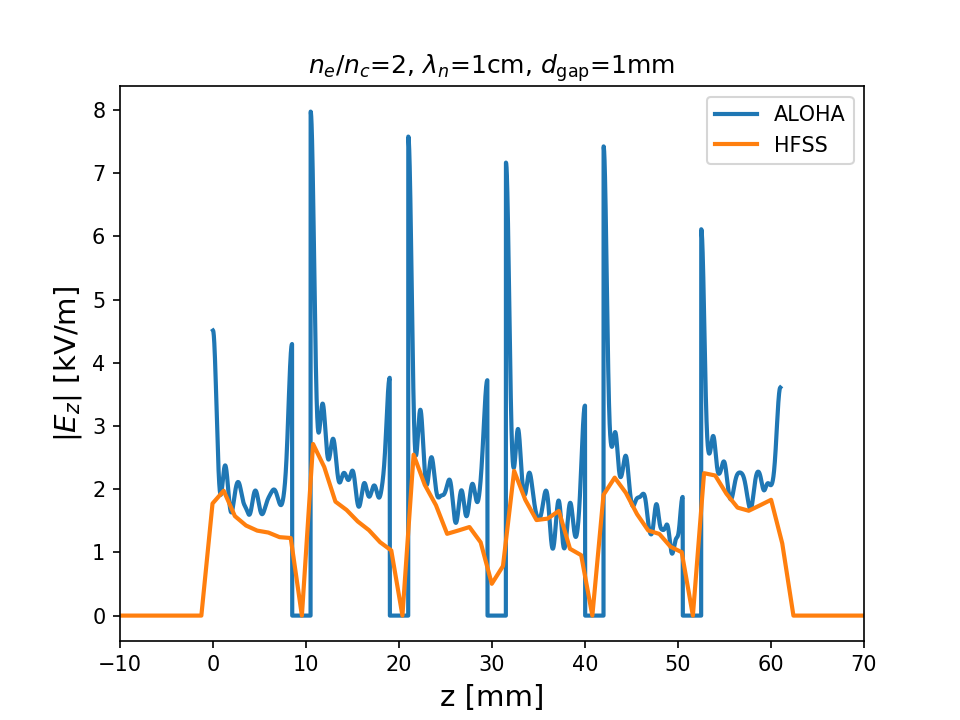 n_e/n_c=2, λ_n=1cm, d_gap=1mm
ALOHA
HFSS
|E_z| [kV/m]
8
7
6
5
4
3
2
1
0
−10 0 10 20 30 40 50 60 70
z [mm]